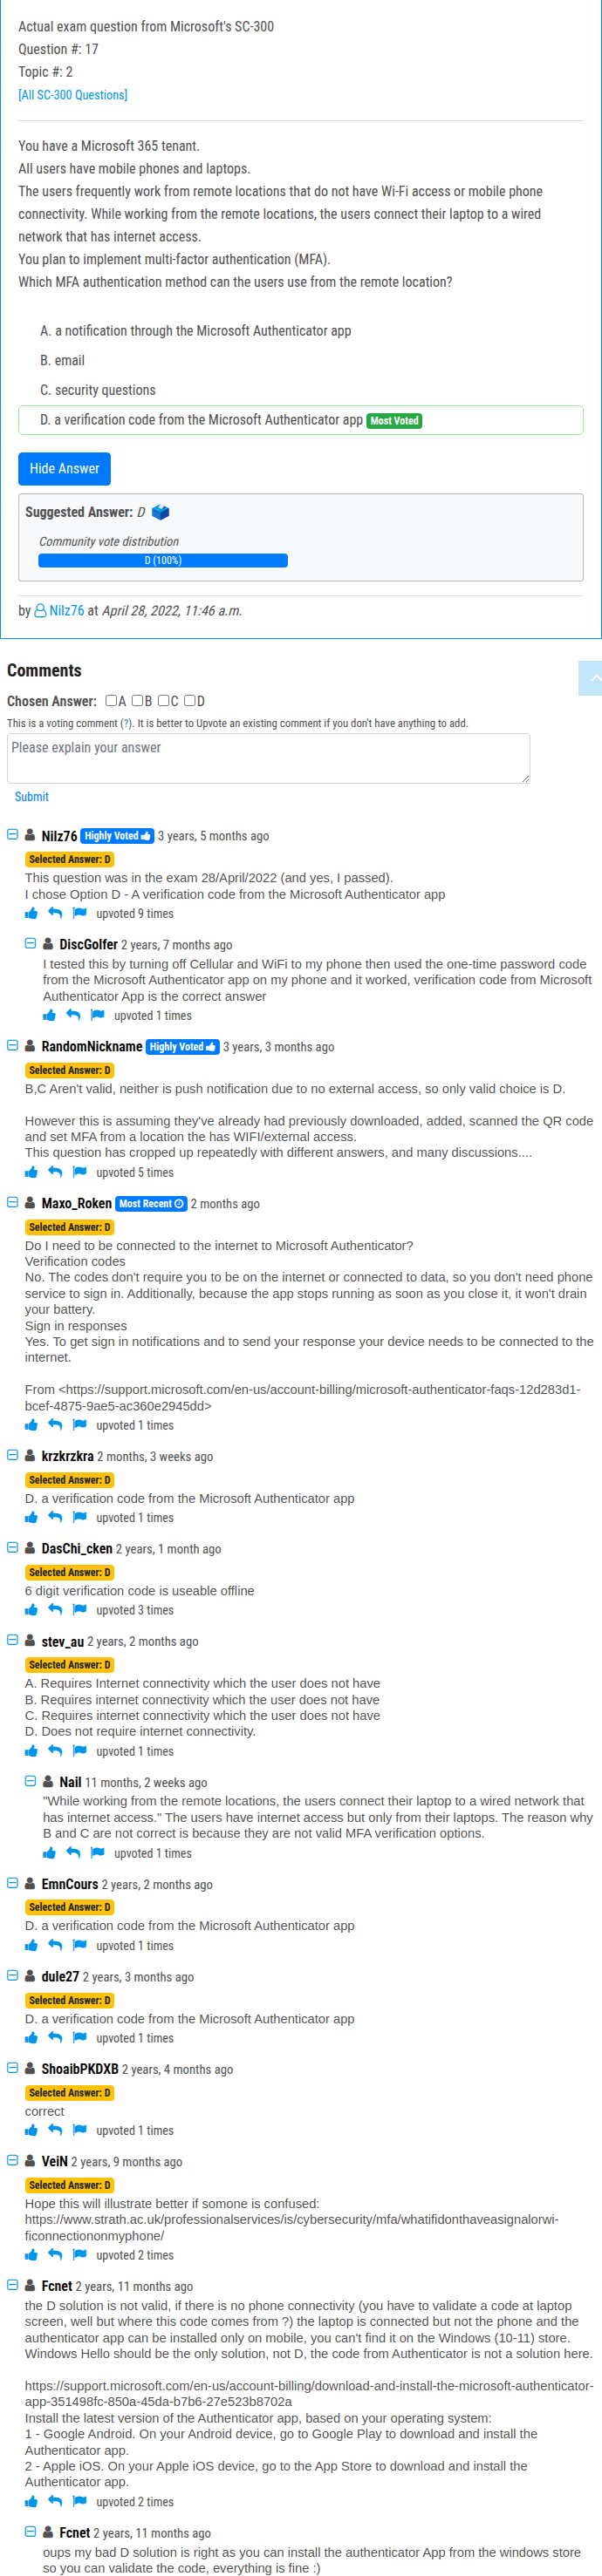 Actual exam question from Microsoft's SC-300
Question #: 17
Topic #: 2
[All SC-300 Questions]
You have a Microsoft 365 tenant.
All users have mobile phones and laptops.
The users frequently work from remote locations that do not have Wi-Fi access or mobile phone
connectivity. While working from the remote locations, the users connect their laptop to a wired
network that has internet access.
You plan to implement multi-factor authentication (MFA).
Which MFA authentication method can the users use from the remote location?
A. a notification through the Microsoft Authenticator app
B. email
C. security questions
D. a verification code from the Microsoft Authenticator app Most Voted
Hide Answer
Suggested Answer: D
Community vote distribution
D (100%)
by Nilz76 at April 28, 2022, 11:46 a.m.
Comments
Chosen Answer: A B C D
This is a voting comment (?). It is better to Upvote an existing comment if you don't have anything to add.
Please explain your answer
Submit
Nilz76 Highly Voted 3 years, 5 months ago
Selected Answer: D
This question was in the exam 28/April/2022 (and yes, I passed).
I chose Option D - A verification code from the Microsoft Authenticator app
upvoted 9 times
DiscGolfer 2 years, 7 months ago
I tested this by turning off Cellular and WiFi to my phone then used the one-time password code
from the Microsoft Authenticator app on my phone and it worked, verification code from Microsoft
Authenticator App is the correct answer
upvoted 1 times
RandomNickname Highly Voted 3 years, 3 months ago
Selected Answer: D
B,C Aren't valid, neither is push notification due to no external access, so only valid choice is D.
However this is assuming they've already had previously downloaded, added, scanned the QR code
and set MFA from a location the has WIFI/external access.
This question has cropped up repeatedly with different answers, and many discussions....
upvoted 5 times
Maxo_Roken Most Recent 2 months ago
Selected Answer: D
Do I need to be connected to the internet to Microsoft Authenticator?
Verification codes
No. The codes don't require you to be on the internet or connected to data, so you don't need phone
service to sign in. Additionally, because the app stops running as soon as you close it, it won't drain
your battery.
Sign in responses
Yes. To get sign in notifications and to send your response your device needs to be connected to the
internet.
From <https://support.microsoft.com/en-us/account-billing/microsoft-authenticator-faqs-12d283d1-
bcef-4875-9ae5-ac360e2945dd>
upvoted 1 times
krzkrzkra 2 months, 3 weeks ago
Selected Answer: D
D. a verification code from the Microsoft Authenticator app
upvoted 1 times
DasChi_cken 2 years, 1 month ago
Selected Answer: D
6 digit verification code is useable offline
upvoted 3 times
stev_au 2 years, 2 months ago
Selected Answer: D
A. Requires Internet connectivity which the user does not have
B. Requires internet connectivity which the user does not have
C. Requires internet connectivity which the user does not have
D. Does not require internet connectivity.
upvoted 1 times
Nail 11 months, 2 weeks ago
"While working from the remote locations, the users connect their laptop to a wired network that
has internet access." The users have internet access but only from their laptops. The reason why
B and C are not correct is because they are not valid MFA verification options.
upvoted 1 times
EmnCours 2 years, 2 months ago
Selected Answer: D
D. a verification code from the Microsoft Authenticator app
upvoted 1 times
dule27 2 years, 3 months ago
Selected Answer: D
D. a verification code from the Microsoft Authenticator app
upvoted 1 times
ShoaibPKDXB 2 years, 4 months ago
Selected Answer: D
correct
upvoted 1 times
VeiN 2 years, 9 months ago
Selected Answer: D
Hope this will illustrate better if somone is confused:
https://www.strath.ac.uk/professionalservices/is/cybersecurity/mfa/whatifidonthaveasignalorwi-
ficonnectiononmyphone/
upvoted 2 times
Fcnet 2 years, 11 months ago
the D solution is not valid, if there is no phone connectivity (you have to validate a code at laptop
screen, well but where this code comes from ?) the laptop is connected but not the phone and the
authenticator app can be installed only on mobile, you can't find it on the Windows (10-11) store.
Windows Hello should be the only solution, not D, the code from Authenticator is not a solution here.
https://support.microsoft.com/en-us/account-billing/download-and-install-the-microsoft-authenticator-
app-351498fc-850a-45da-b7b6-27e523b8702a
Install the latest version of the Authenticator app, based on your operating system:
1 - Google Android. On your Android device, go to Google Play to download and install the
Authenticator app.
2 - Apple iOS. On your Apple iOS device, go to the App Store to download and install the
Authenticator app.
upvoted 2 times
Fcnet 2 years, 11 months ago
oups my bad D solution is right as you can install the authenticator App from the windows store
so you can validate the code, everything is fine :)